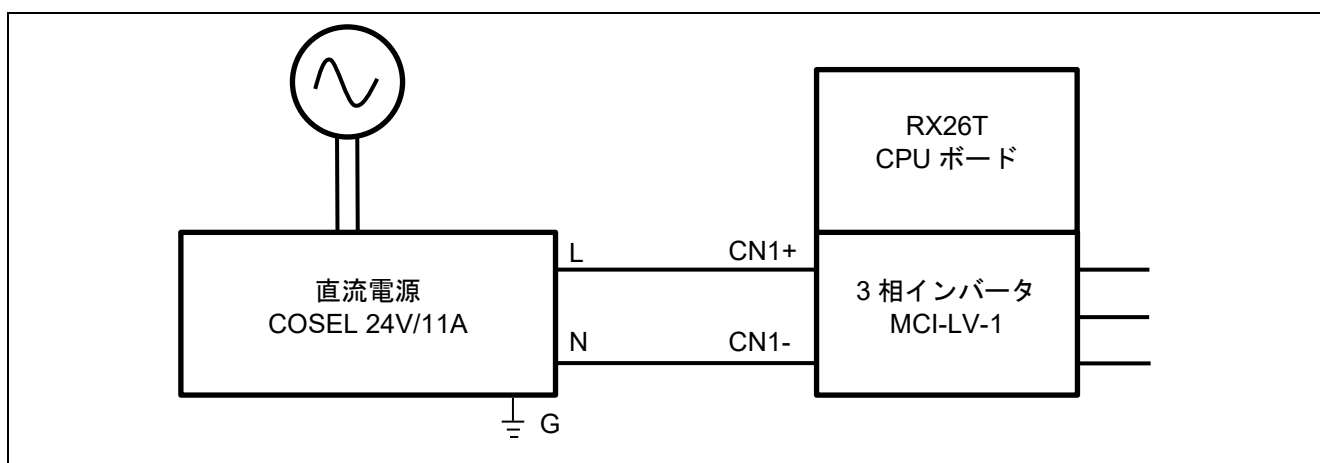 RX26T
CPU ボード
L
CN1+
直流電源
COSEL 24V/11A
3 相インバータ
MCI-LV-1
N
CN1-
G